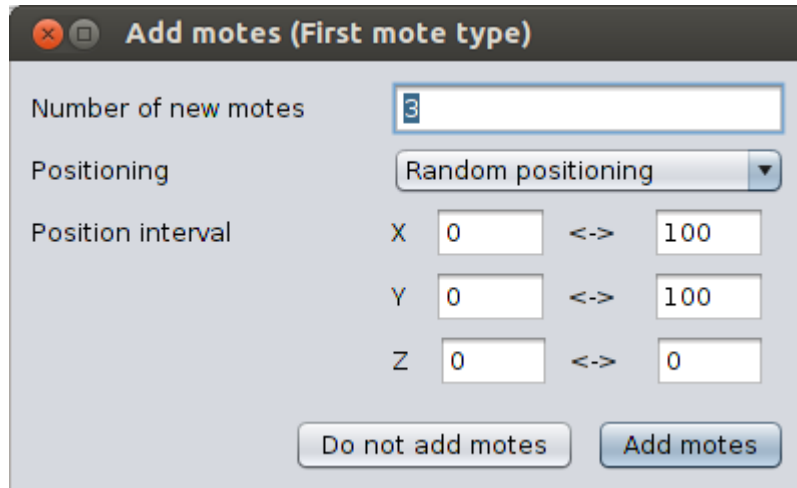 Add motes (First mote type)
Number of new motes 3
Positioning Random positioning
Position interval X 0 <-> 100
Y 0 <-> 100
Z 0 <-> 0
Do not add motes Add motes